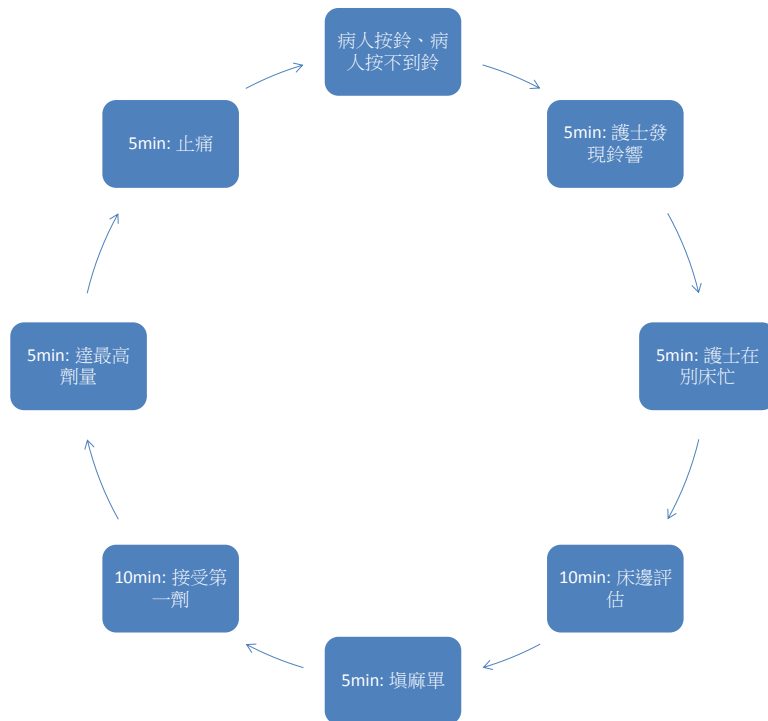 病人按鈴、病
人按不到鈴
5min: 護士發
現鈴響
5min: 護士在
別床忙
10min: 床邊評
估
5min: 填麻單
10min: 接受第
一劑
5min: 達最高
劑量
5min: 止痛